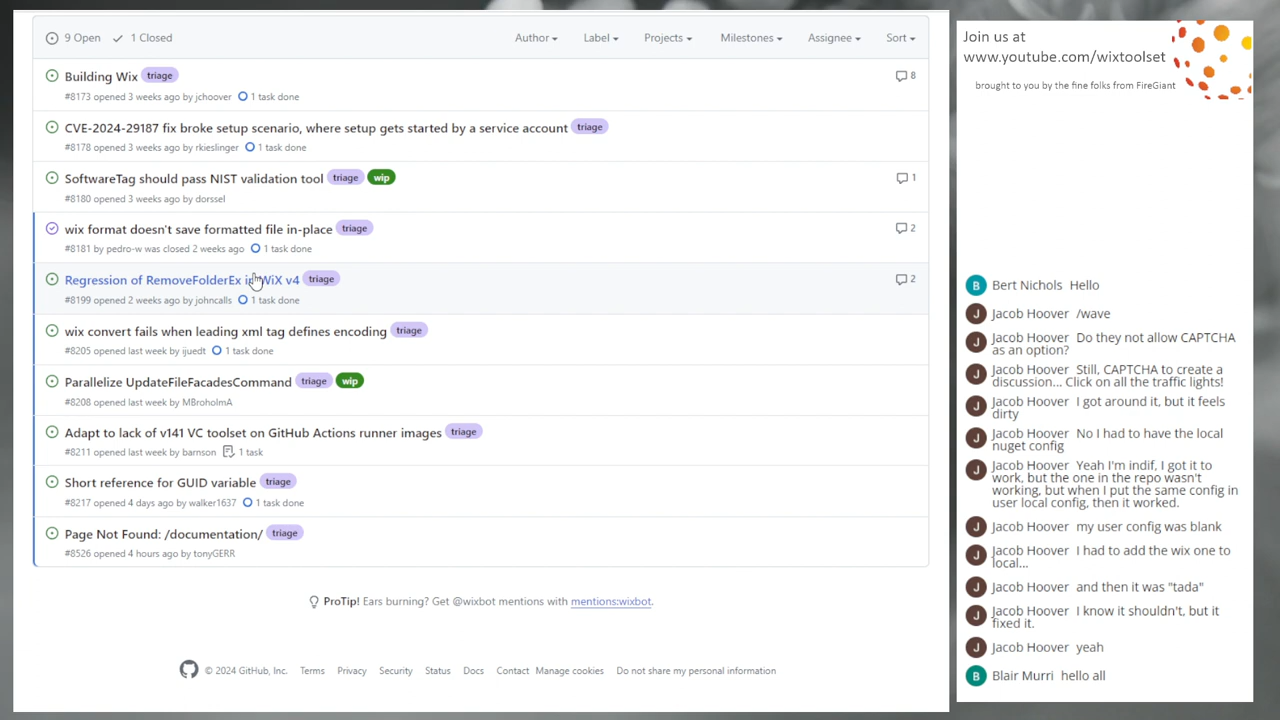 9 Open 1 Closed Author Label Projects Milestones Assignee Sort
Building Wix triage 8
#8173 opened 3 weeks ago by jchoover 1 task done
CVE-2024-29187 fix broke setup scenario, where setup gets started by a service account triage
#8178 opened 3 weeks ago by rkieslinger 1 task done
SoftwareTag should pass NIST validation tool triage wip 1
#8180 opened 3 weeks ago by dorssel
wix format doesn't save formatted file in-place triage 2
#8181 by pedro-w was closed 2 weeks ago 1 task done
Regression of RemoveFolderEx in WiX v4 triage 2
#8199 opened 2 weeks ago by johncalls 1 task done
wix convert fails when leading xml tag defines encoding triage
#8205 opened last week by ijuedt 1 task done
Parallelize UpdateFileFacadesCommand triage wip
#8208 opened last week by MBroholmA
Adapt to lack of v141 VC toolset on GitHub Actions runner images triage
#8211 opened last week by barnson 1 task
Short reference for GUID variable triage
#8217 opened 4 days ago by walker1637 1 task done
Page Not Found: /documentation/ triage
#8526 opened 4 hours ago by tonyGERR
ProTip! Ears burning? Get @wixbot mentions with mentions:wixbot.
© 2024 GitHub, Inc. Terms Privacy Security Status Docs Contact Manage cookies Do not share my personal information
Join us at
www.youtube.com/wixtoolset
brought to you by the fine folks from FireGiant
B Bert Nichols Hello
J Jacob Hoover /wave
J Jacob Hoover Do they not allow CAPTCHA
as an option?
J Jacob Hoover Still, CAPTCHA to create a
discussion... Click on all the traffic lights!
J Jacob Hoover I got around it, but it feels
dirty
J Jacob Hoover No I had to have the local
nuget config
J Jacob Hoover Yeah I'm indif, I got it to
work, but the one in the repo wasn't
working, but when I put the same config in
user local config, then it worked.
J Jacob Hoover my user config was blank
J Jacob Hoover I had to add the wix one to
local...
J Jacob Hoover and then it was "tada"
J Jacob Hoover I know it shouldn't, but it
fixed it.
J Jacob Hoover yeah
B Blair Murri hello all